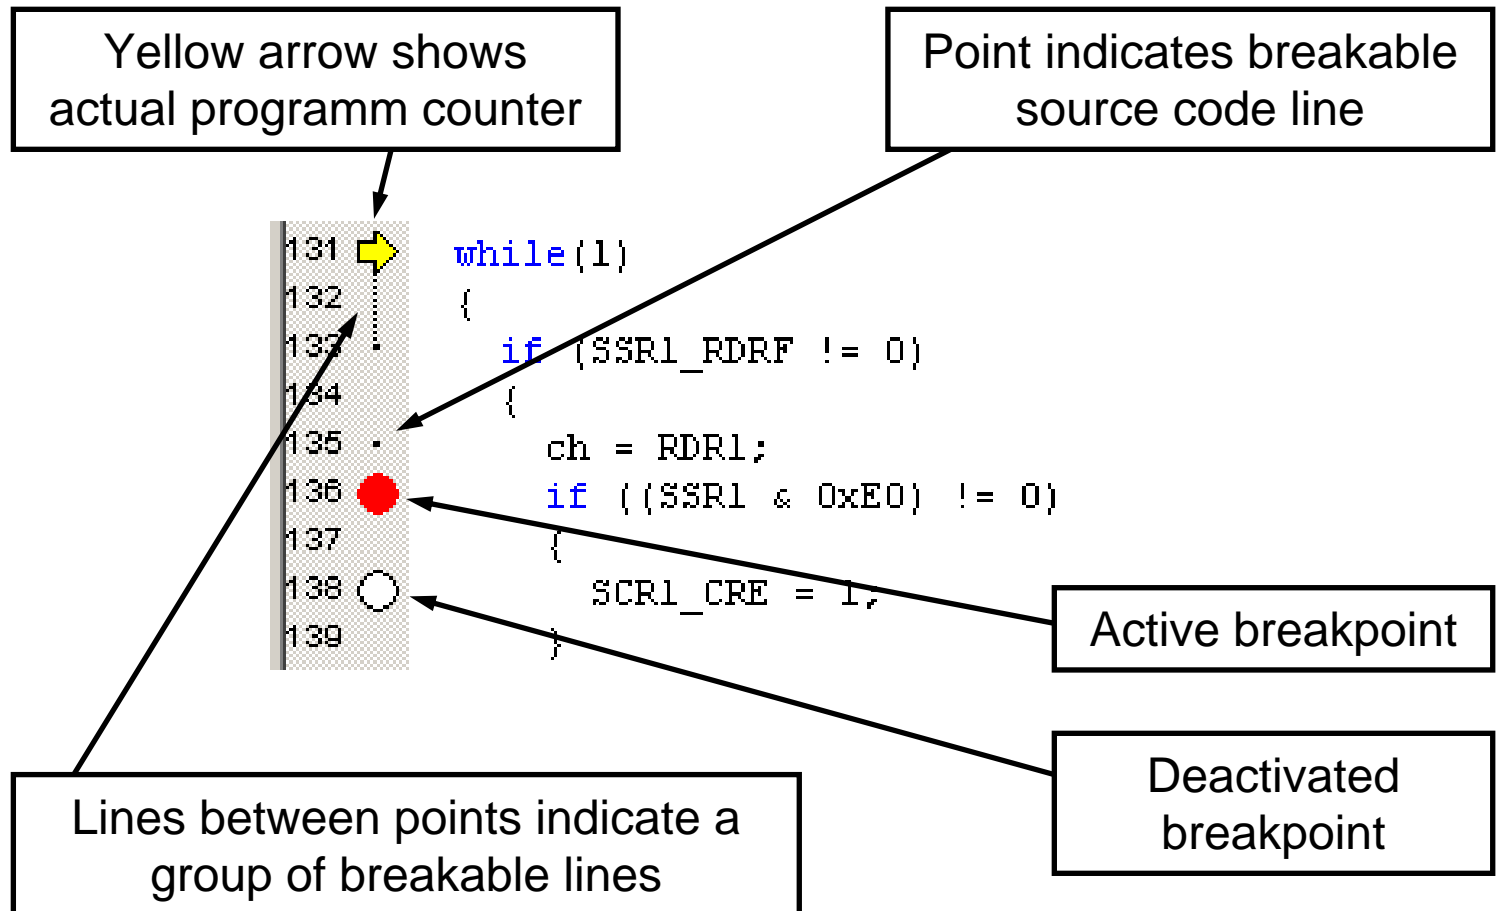 Yellow arrow shows
actual programm counter
Point indicates breakable
source code line
131 while(1)
132 {
133 if (SSR1_RDRF != 0)
134 {
135 ch = RDR1;
136 if ((SSR1 & 0xE0) != 0)
137 {
138 SCR1_CRE = 1;
139 }
Active breakpoint
Deactivated
breakpoint
Lines between points indicate a
group of breakable lines